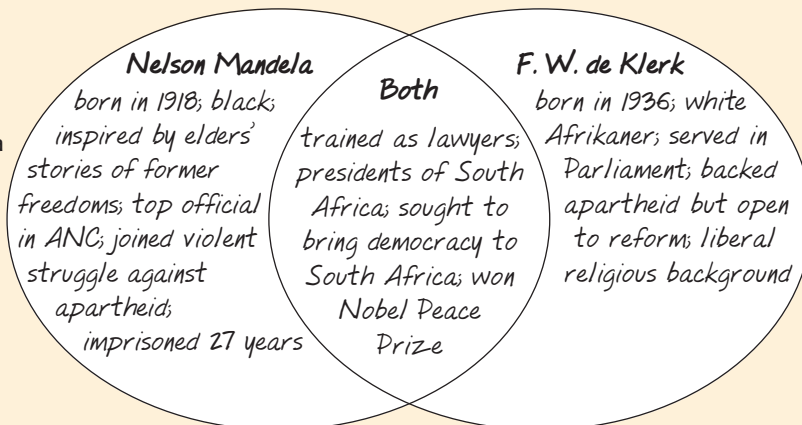 Nelson Mandela
born in 1918; black;
inspired by elders'
stories of former
freedoms; top official
in ANC; joined violent
struggle against
apartheid;
imprisoned 27 years
Both
trained as lawyers;
presidents of South
Africa; sought to
bring democracy to
South Africa; won
Nobel Peace
Prize
F. W. de Klerk
born in 1936; white
Afrikaner; served in
Parliament; backed
apartheid but open
to reform; liberal
religious background